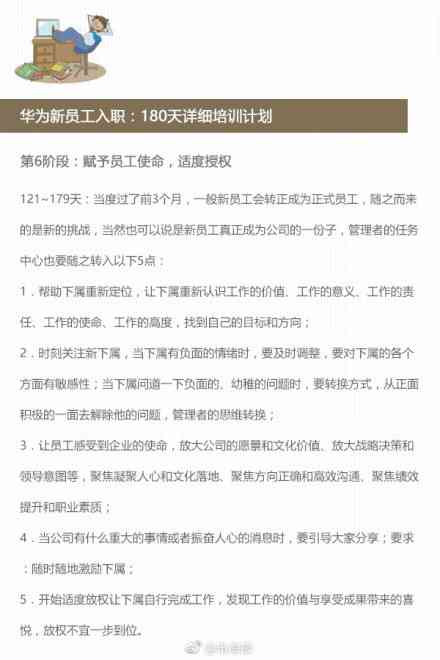 华为新员工入职：180天详细培训计划
第6阶段：赋予员工使命，适度授权
121~179天：当度过了前3个月，一般新员工会转正成为正式员工，随之而来
的是新的挑战，当然也可以说是新员工真正成为公司的一份子，管理者的任务
中心也要随之转入以下5点：
1．帮助下属重新定位，让下属重新认识工作的价值、工作的意义、工作的责
任、工作的使命、工作的高度，找到自己的目标和方向；
2．时刻关注新下属，当下属有负面的情绪时，要及时调整，要对下属的各个
方面有敏感性；当下属问道一下负面的、幼稚的问题时，要转换方式，从正面
积极的一面去解除他的问题，管理者的思维转换；
3．让员工感受到企业的使命，放大公司的愿景和文化价值、放大战略决策和
领导意图等，聚焦凝聚人心和文化落地、聚焦方向正确和高效沟通、聚焦绩效
提升和职业素质；
4．当公司有什么重大的事情或者振奋人心的消息时，要引导大家分享；要求
：随时随地激励下属；
5．开始适度放权让下属自行完成工作，发现工作的价值与享受成果带来的喜
悦，放权不宜一步到位。